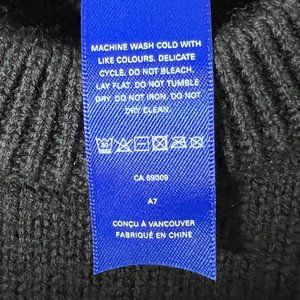 MACHINE WASH COLD WITH
LIKE COLOURS. DELICATE
CYCLE. DO NOT BLEACH.
LAY FLAT. DO NOT TUMBLE
DRY. DO NOT IRON. DO NOT
DRY CLEAN.
CA 59009
A7
CONÇU À VANCOUVER
FABRIQUÉ EN CHINE